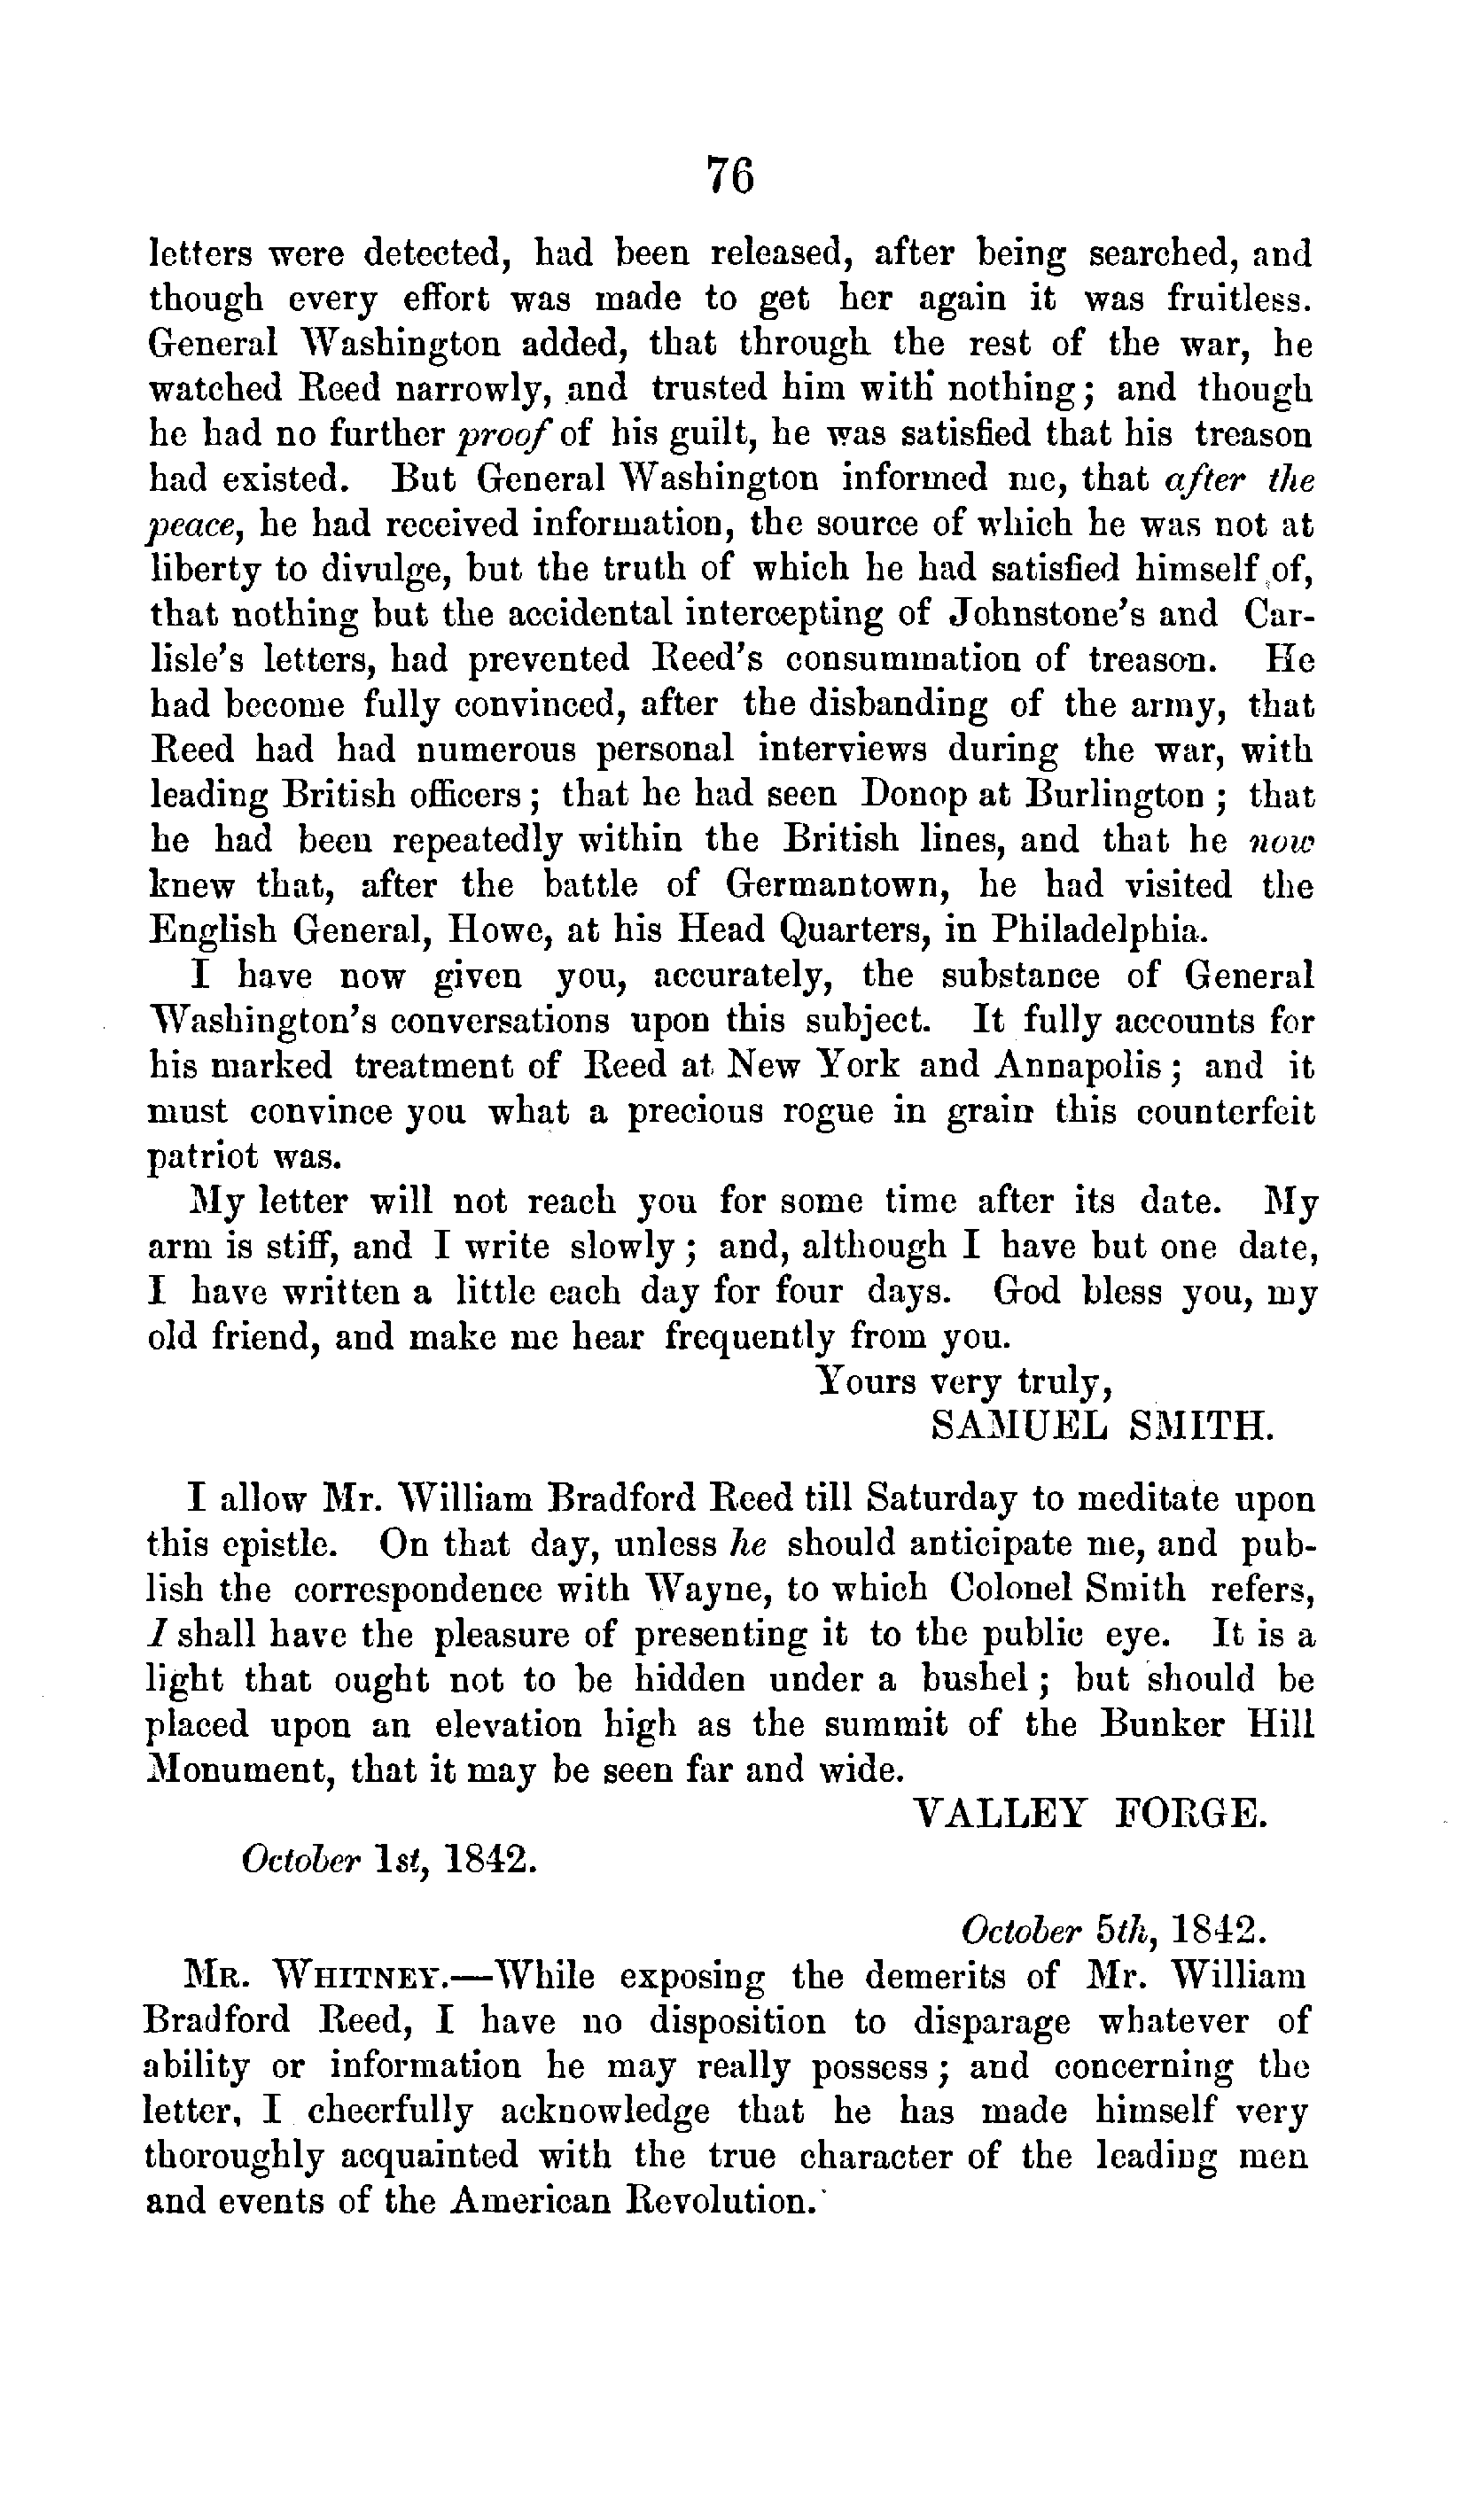 76
letters were detected, had been released, after being searched, and
though every effort was made to get her again it was fruitless.
General Washington added, that through the rest of the war, he
watched Reed narrowly, and trusted him with nothing; and though
he had no further proof of his guilt, he was satisfied that his treason
had existed. But General Washington informed me, that after the
peace, he had received information, the source of which he was not at
liberty to divulge, but the truth of which he had satisfied himself of,
that nothing but the accidental intercepting of Johnstone's and Car-
lisle's letters, had prevented Reed's consummation of treason. He
had become fully convinced, after the disbanding of the army, that
Reed had had numerous personal interviews during the war, with
leading British officers; that he had seen Donop at Burlington; that
he had been repeatedly within the British lines, and that he now
knew that, after the battle of Germantown, he had visited the
English General, Howe, at his Head Quarters, in Philadelphia.
I have now given you, accurately, the substance of General
Washington's conversations upon this subject. It fully accounts for
his marked treatment of Reed at New York and Annapolis; and it
must convince you what a precious rogue in grain this counterfeit
patriot was.
My letter will not reach you for some time after its date. My
arm is stiff, and I write slowly; and, although I have but one date,
I have written a little each day for four days. God bless you, my
old friend, and make me hear frequently from you.
Yours very truly,
SAMUEL SMITH.
I allow Mr. William Bradford Reed till Saturday to meditate upon
this epistle. On that day, unless he should anticipate me, and pub-
lish the correspondence with Wayne, to which Colonel Smith refers,
I shall have the pleasure of presenting it to the public eye. It is a
light that ought not to be hidden under a bushel; but should be
placed upon an elevation high as the summit of the Bunker Hill
Monument, that it may be seen far and wide.
VALLEY FORGE.
October 1st, 1842.
October 5th, 1842.
MR. WHITNEY.—While exposing the demerits of Mr. William
Bradford Reed, I have no disposition to disparage whatever of
ability or information he may really possess; and concerning the
letter, I cheerfully acknowledge that he has made himself very
thoroughly acquainted with the true character of the leading men
and events of the American Revolution.